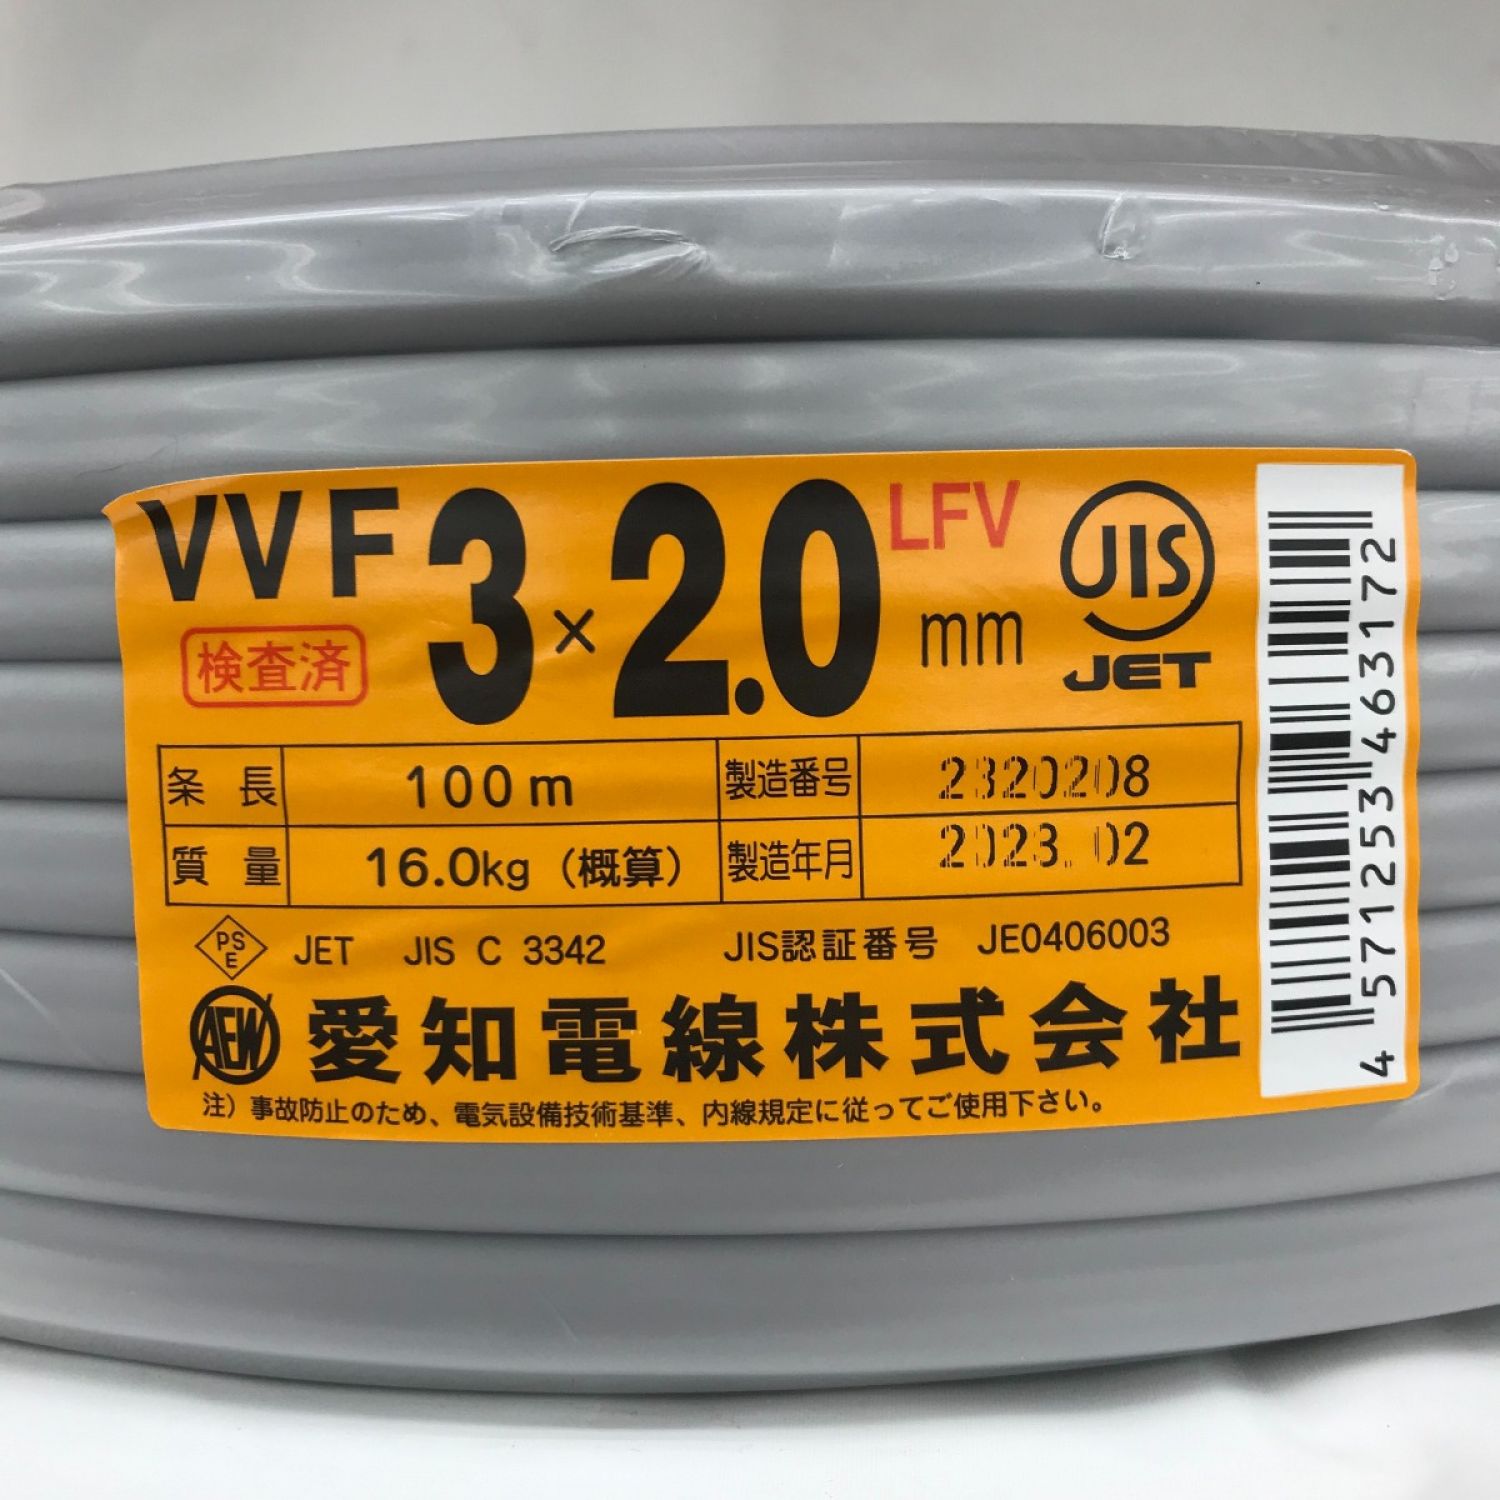 VVF 3×2.0 mm LFV
検査済
JIS
JET
条長 100m 製造番号 2320208
質量 16.0kg (概算) 製造年月 2023.02
PSE JET JIS C 3342 JIS認証番号 JE0406003
AEW 愛知電線株式会社
注）事故防止のため、電気設備技術基準、内線規定に従ってご使用下さい。
4571253463172